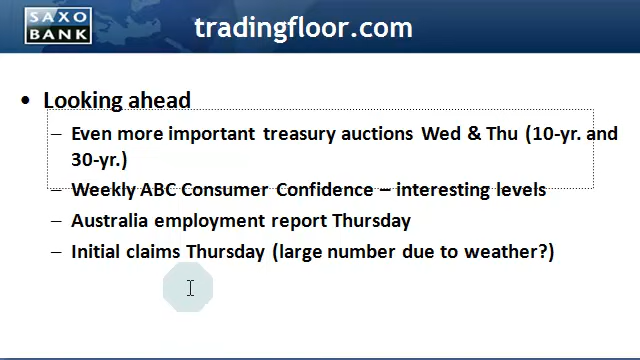 SAXO
BANK
tradingfloor.com
• Looking ahead
– Even more important treasury auctions Wed & Thu (10-yr. and
30-yr.)
– Weekly ABC Consumer Confidence – interesting levels
– Australia employment report Thursday
– Initial claims Thursday (large number due to weather?)